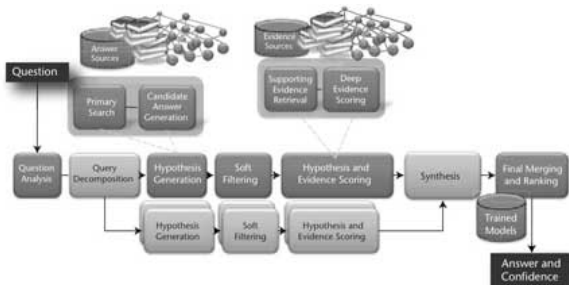 Answer
Sources
Evidence
Sources
Question
Primary
Search
Candidate
Answer
Generation
Supporting
Evidence
Retrieval
Deep
Evidence
Scoring
Question
Analysis
Query
Decomposition
Hypothesis
Generation
Soft
Filtering
Hypothesis and
Evidence Scoring
Synthesis
Final Merging
and Ranking
Trained
Models
Hypothesis
Generation
Soft
Filtering
Hypothesis and
Evidence Scoring
Answer and
Confidence